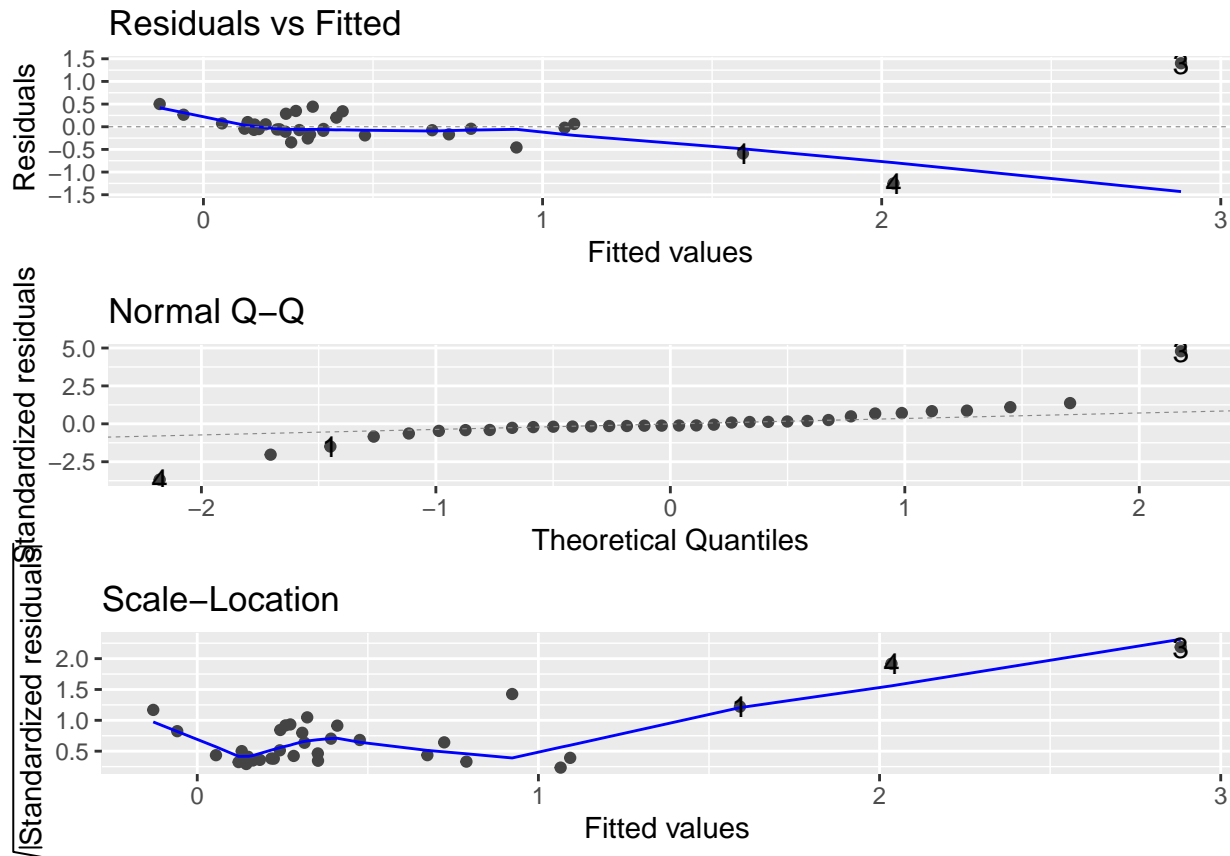 Residuals vs Fitted
Residuals
1.5
1.0
0.5
0.0
−0.5
−1.0
−1.5
3
1
4
0 1 2 3
Fitted values
Normal Q−Q
Standardized residuals
5.0
2.5
0.0
−2.5
3
1
4
−2 −1 0 1 2
Theoretical Quantiles
Scale−Location
√|Standardized residuals|
2.0
1.5
1.0
0.5
3
4
1
0 1 2 3
Fitted values